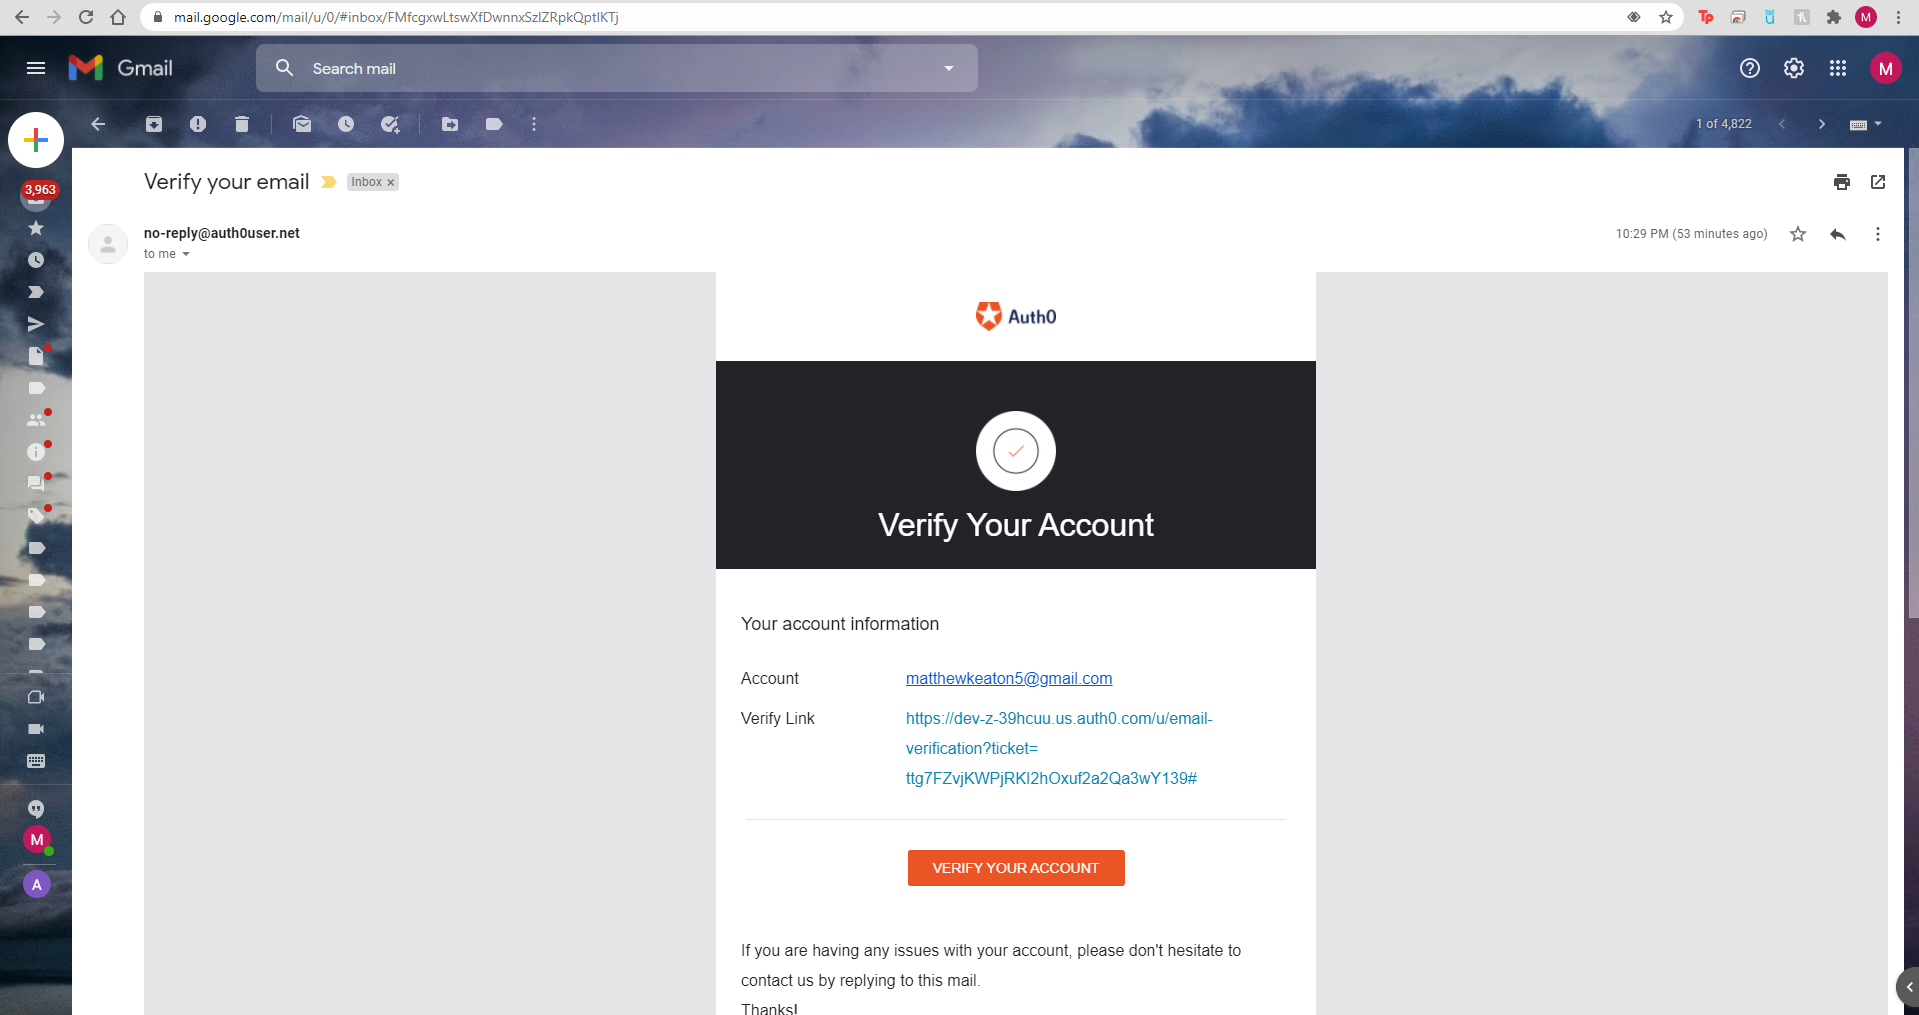 mail.google.com/mail/u/0/#inbox/FMfcgxwLtswXfDwnnxSzlZRpkQptlKTj
M
Gmail
Search mail
M
1 of 4,822
3,963
Verify your email
Inbox x
no-reply@auth0user.net
10:29 PM (53 minutes ago)
to me
Auth0
Verify Your Account
Your account information
Account
matthewkeaton5@gmail.com
Verify Link
https://dev-z-39hcuu.us.auth0.com/u/email-
verification?ticket=
ttg7FZvjKWPjRKI2hOxuf2a2Qa3wY139#
M
VERIFY YOUR ACCOUNT
A
If you are having any issues with your account, please don't hesitate to
contact us by replying to this mail.
Thanks!